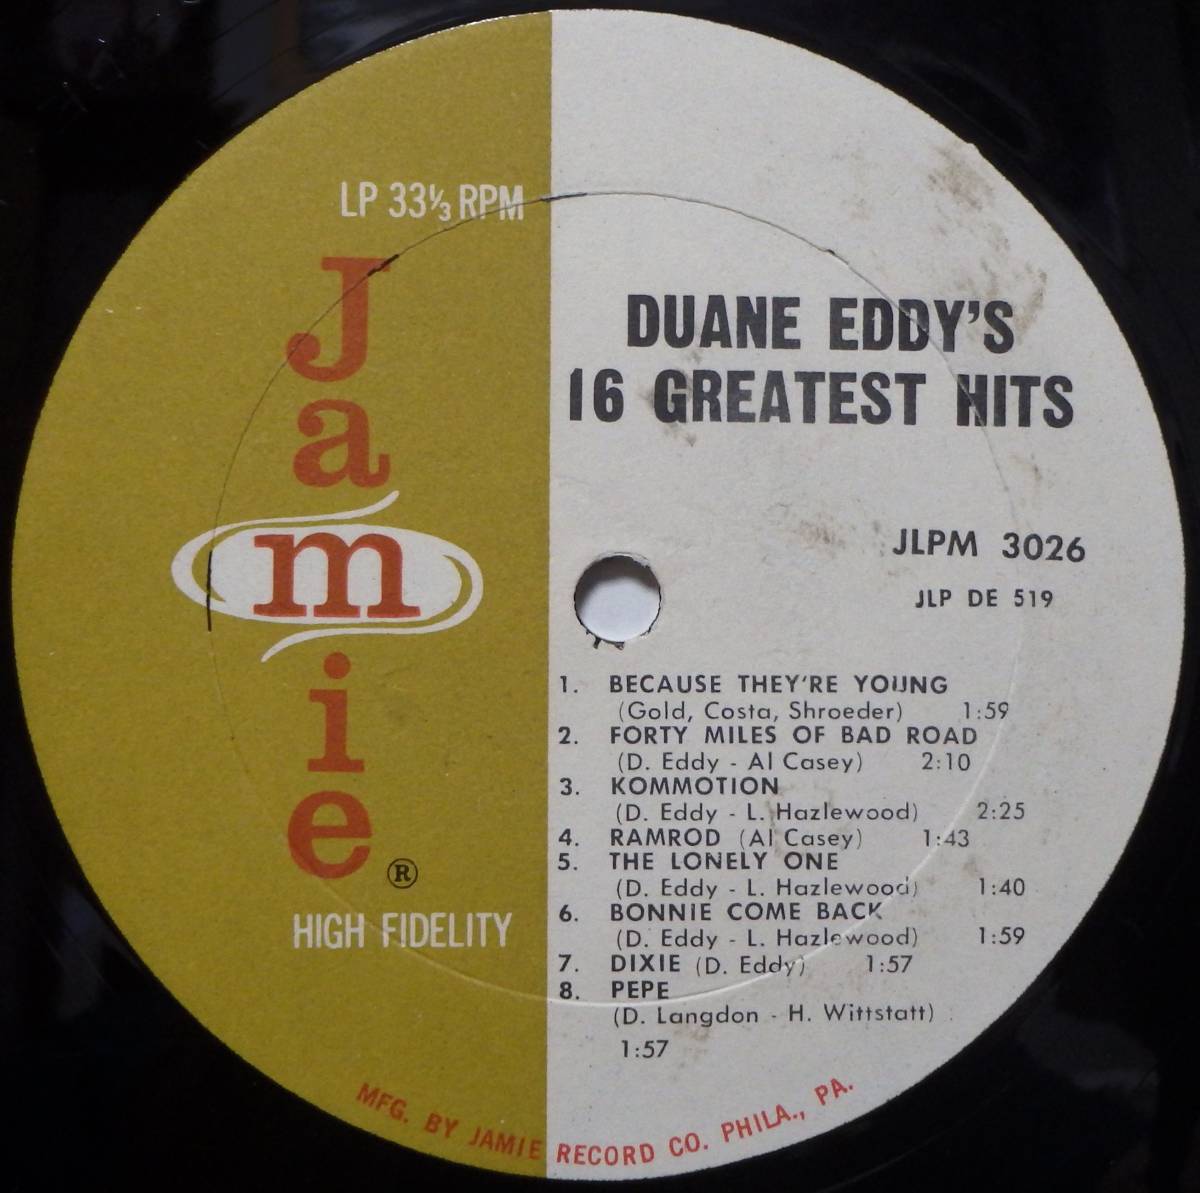 LP 33⅓ RPM
Jamie®
HIGH FIDELITY
DUANE EDDY'S
16 GREATEST HITS
JLPM 3026
JLP DE 519
1. BECAUSE THEY'RE YOUNG
(Gold, Costa, Shroeder) 1:59
2. FORTY MILES OF BAD ROAD
(D. Eddy - Al Casey) 2:10
3. KOMMOTION
(D. Eddy - L. Hazlewood) 2:25
4. RAMROD (Al Casey) 1:43
5. THE LONELY ONE
(D. Eddy - L. Hazlewood) 1:40
6. BONNIE COME BACK
(D. Eddy - L. Hazlewood) 1:59
7. DIXIE (D. Eddy) 1:57
8. PEPE
(D. Langdon - H. Wittstatt)
1:57
MFG. BY JAMIE RECORD CO. PHILA., PA.